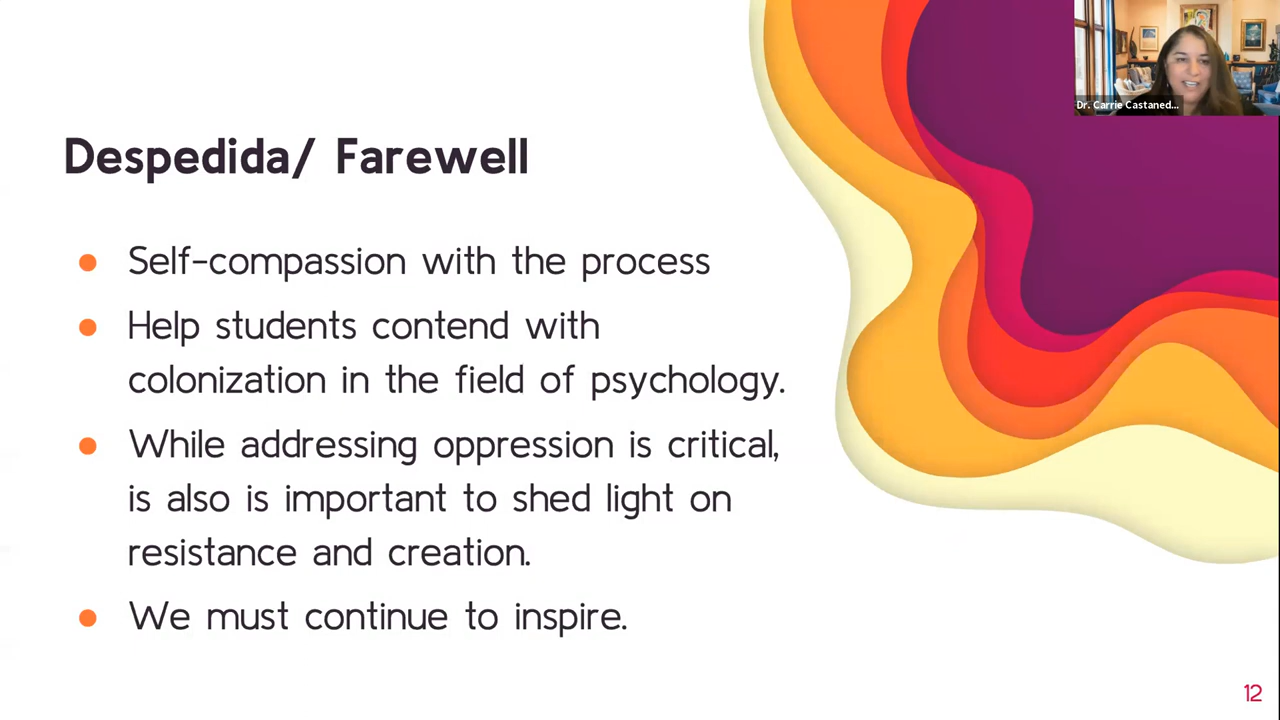 Dr. Carrie Castaned...
Despedida/ Farewell
Self-compassion with the process
Help students contend with
colonization in the field of psychology.
While addressing oppression is critical,
is also is important to shed light on
resistance and creation.
We must continue to inspire.
12